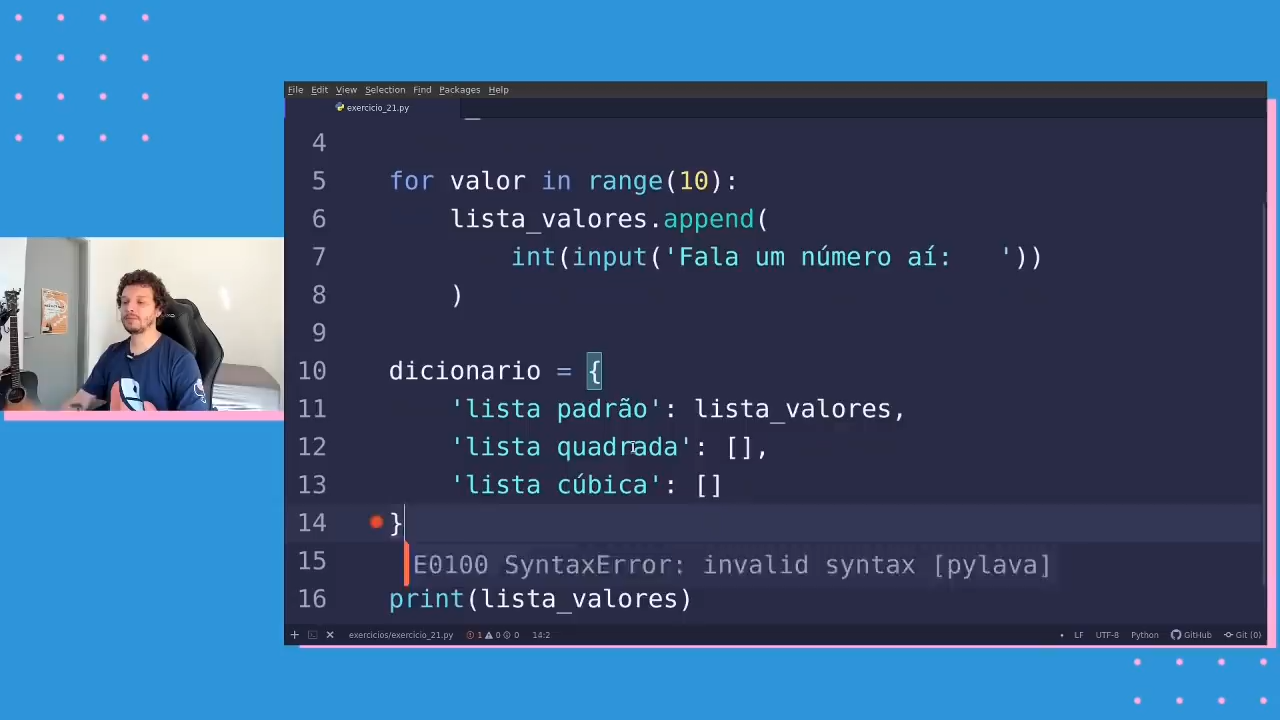 File Edit View Selection Find Packages Help
exercicio_21.py
4
5 for valor in range(10):
6 lista_valores.append(
7 int(input('Fala um número aí:   '))
8 )
9
10 dicionario = {
11 'lista padrão': lista_valores,
12 'lista quadrada': [],
13 'lista cúbica': []
14 }
15 E0100 SyntaxError: invalid syntax [pylava]
16 print(lista_valores)
exercicios/exercicio_21.py 1 0 0 14:2 LF UTF-8 Python GitHub Git (0)